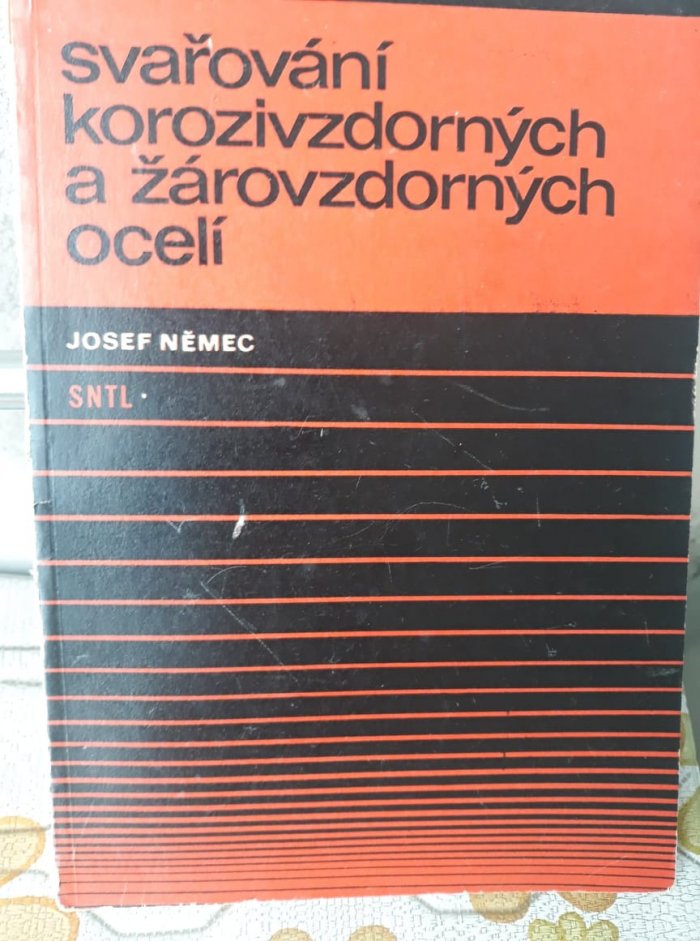 svařování
korozivzdorných
a žárovzdorných
ocelí
JOSEF NĚMEC
SNTL